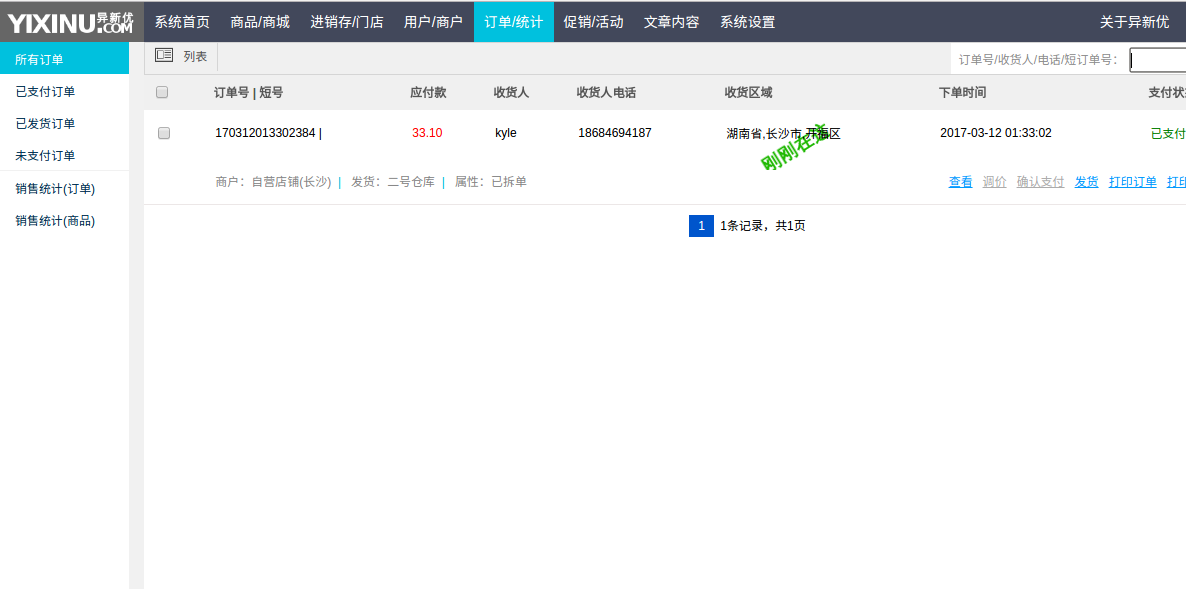 YIXINU.COM 异新优 系统首页 商品/商城 进销存/门店 用户/商户 订单/统计 促销/活动 文章内容 系统设置 关于异新优
所有订单
已支付订单
已发货订单
未支付订单
销售统计(订单)
销售统计(商品)
列表 订单号/收货人/电话/短订单号：
订单号 | 短号 应付款 收货人 收货人电话 收货区域 下单时间 支付状
170312013302384 | 33.10 kyle 18684694187 湖南省,长沙市,开福区 2017-03-12 01:33:02 已支付
刚刚在这
商户：自营店铺(长沙) | 发货：二号仓库 | 属性：已拆单 查看 调价 确认支付 发货 打印订单 打印
1 1条记录，共1页